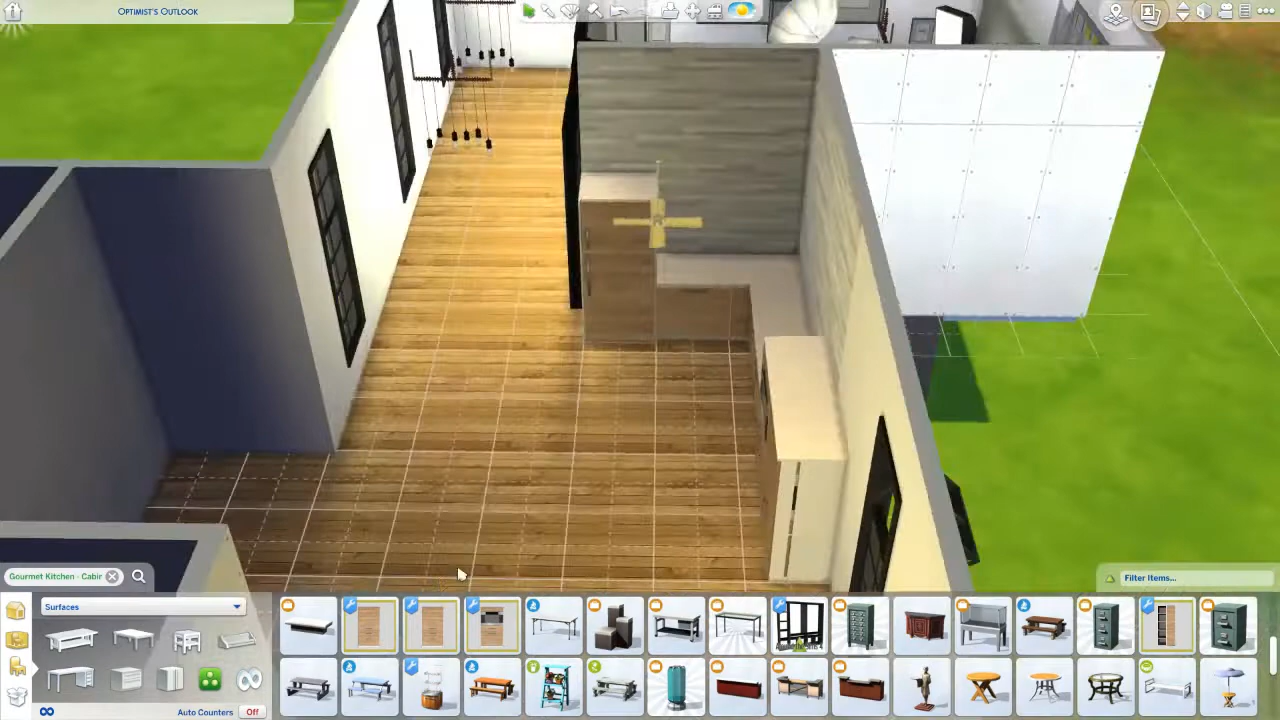 OPTIMIST'S OUTLOOK
Gourmet Kitchen - Cabir
Filter Items...
Surfaces
Auto Counters
Off